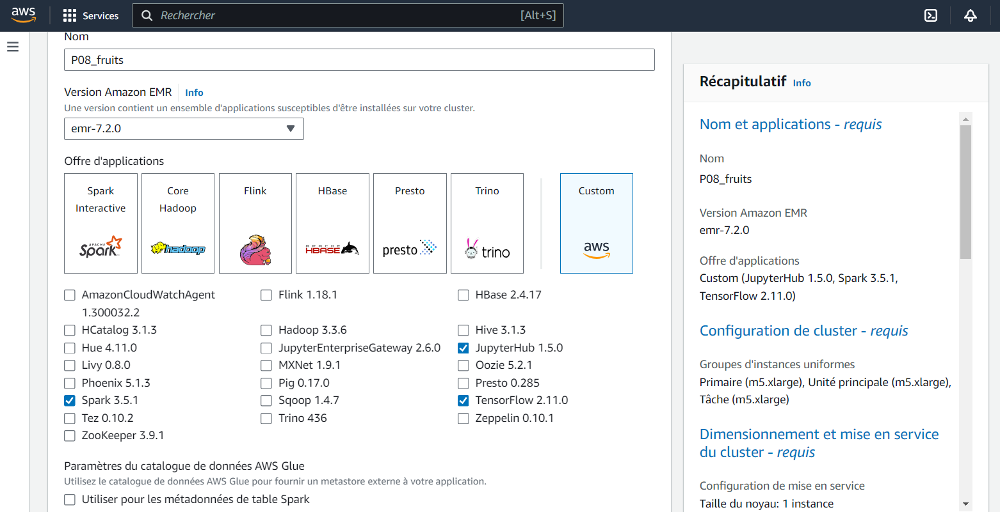 aws
Services
Rechercher
[Alt+S]
Nom
P08_fruits
Version Amazon EMR
Info
Une version contient un ensemble d'applications susceptibles d'être installées sur votre cluster.
emr-7.2.0
Offre d'applications
Spark
Interactive
APACHE
Spark
Core
Hadoop
hadoop
Flink
HBase
APACHE
HBASE
Presto
presto
Trino
trino
Custom
aws
AmazonCloudWatchAgent
1.300032.2
Flink 1.18.1
HBase 2.4.17
HCatalog 3.1.3
Hadoop 3.3.6
Hive 3.1.3
Hue 4.11.0
JupyterEnterpriseGateway 2.6.0
JupyterHub 1.5.0
Livy 0.8.0
MXNet 1.9.1
Oozie 5.2.1
Phoenix 5.1.3
Pig 0.17.0
Presto 0.285
Spark 3.5.1
Sqoop 1.4.7
TensorFlow 2.11.0
Tez 0.10.2
Trino 436
Zeppelin 0.10.1
ZooKeeper 3.9.1
Paramètres du catalogue de données AWS Glue
Utilisez le catalogue de données AWS Glue pour fournir un metastore externe à votre application.
Utiliser pour les métadonnées de table Spark
Récapitulatif
Info
Nom et applications - requis
Nom
P08_fruits
Version Amazon EMR
emr-7.2.0
Offre d'applications
Custom (JupyterHub 1.5.0, Spark 3.5.1,
TensorFlow 2.11.0)
Configuration de cluster - requis
Groupes d'instances uniformes
Primaire (m5.xlarge), Unité principale (m5.xlarge),
Tâche (m5.xlarge)
Dimensionnement et mise en service
du cluster - requis
Configuration de mise en service
Taille du noyau: 1 instance